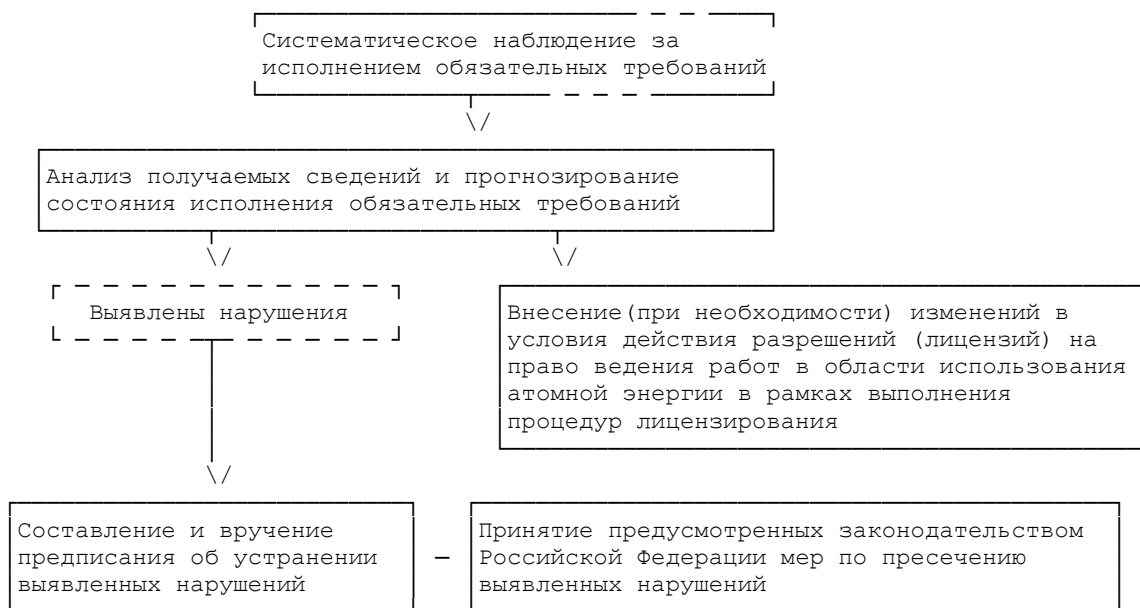 Систематическое наблюдение за
исполнением обязательных требований
Анализ получаемых сведений и прогнозирование
состояния исполнения обязательных требований
Выявлены нарушения
Внесение(при необходимости) изменений в
условия действия разрешений (лицензий) на
право ведения работ в области использования
атомной энергии в рамках выполнения
процедур лицензирования
Составление и вручение
предписания об устранении
выявленных нарушений
Принятие предусмотренных законодательством
Российской Федерации мер по пресечению
выявленных нарушений